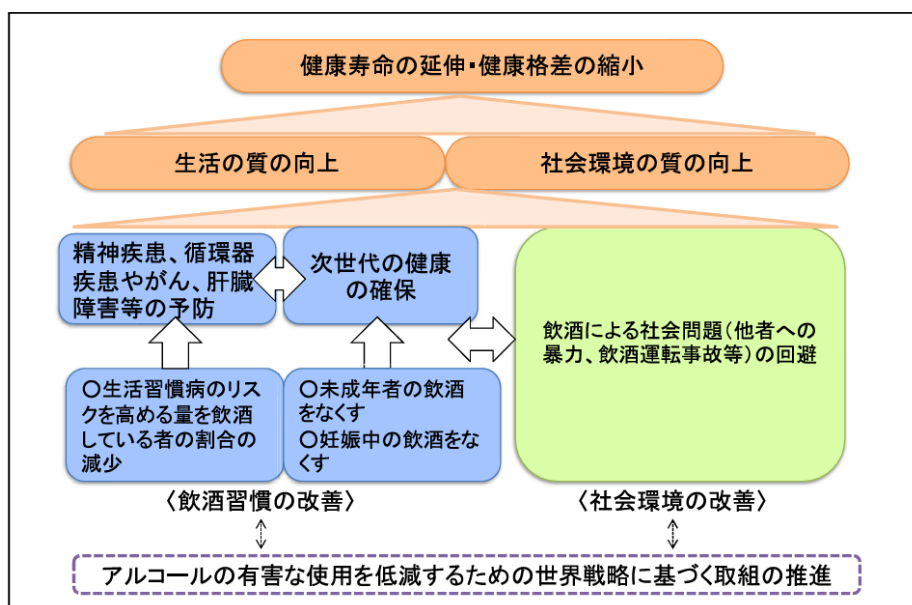 健康寿命の延伸・健康格差の縮小
生活の質の向上
社会環境の質の向上
精神疾患、循環器
疾患やがん、肝臓
障害等の予防
次世代の健康
の確保
飲酒による社会問題(他者への
暴力、飲酒運転事故等)の回避
○生活習慣病のリス
クを高める量を飲酒
している者の割合の
減少
○未成年者の飲酒
をなくす
○妊娠中の飲酒をな
くす
〈飲酒習慣の改善〉
〈社会環境の改善〉
アルコールの有害な使用を低減するための世界戦略に基づく取組の推進